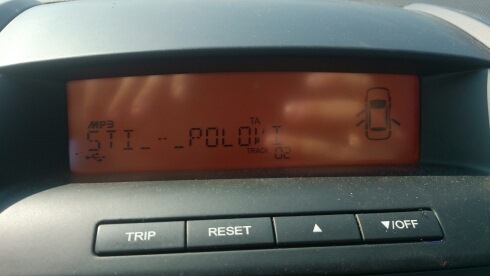 MP3 TA
STI_-_POLOVI
TRACK 02
TRIP RESET ▲ ▼/OFF